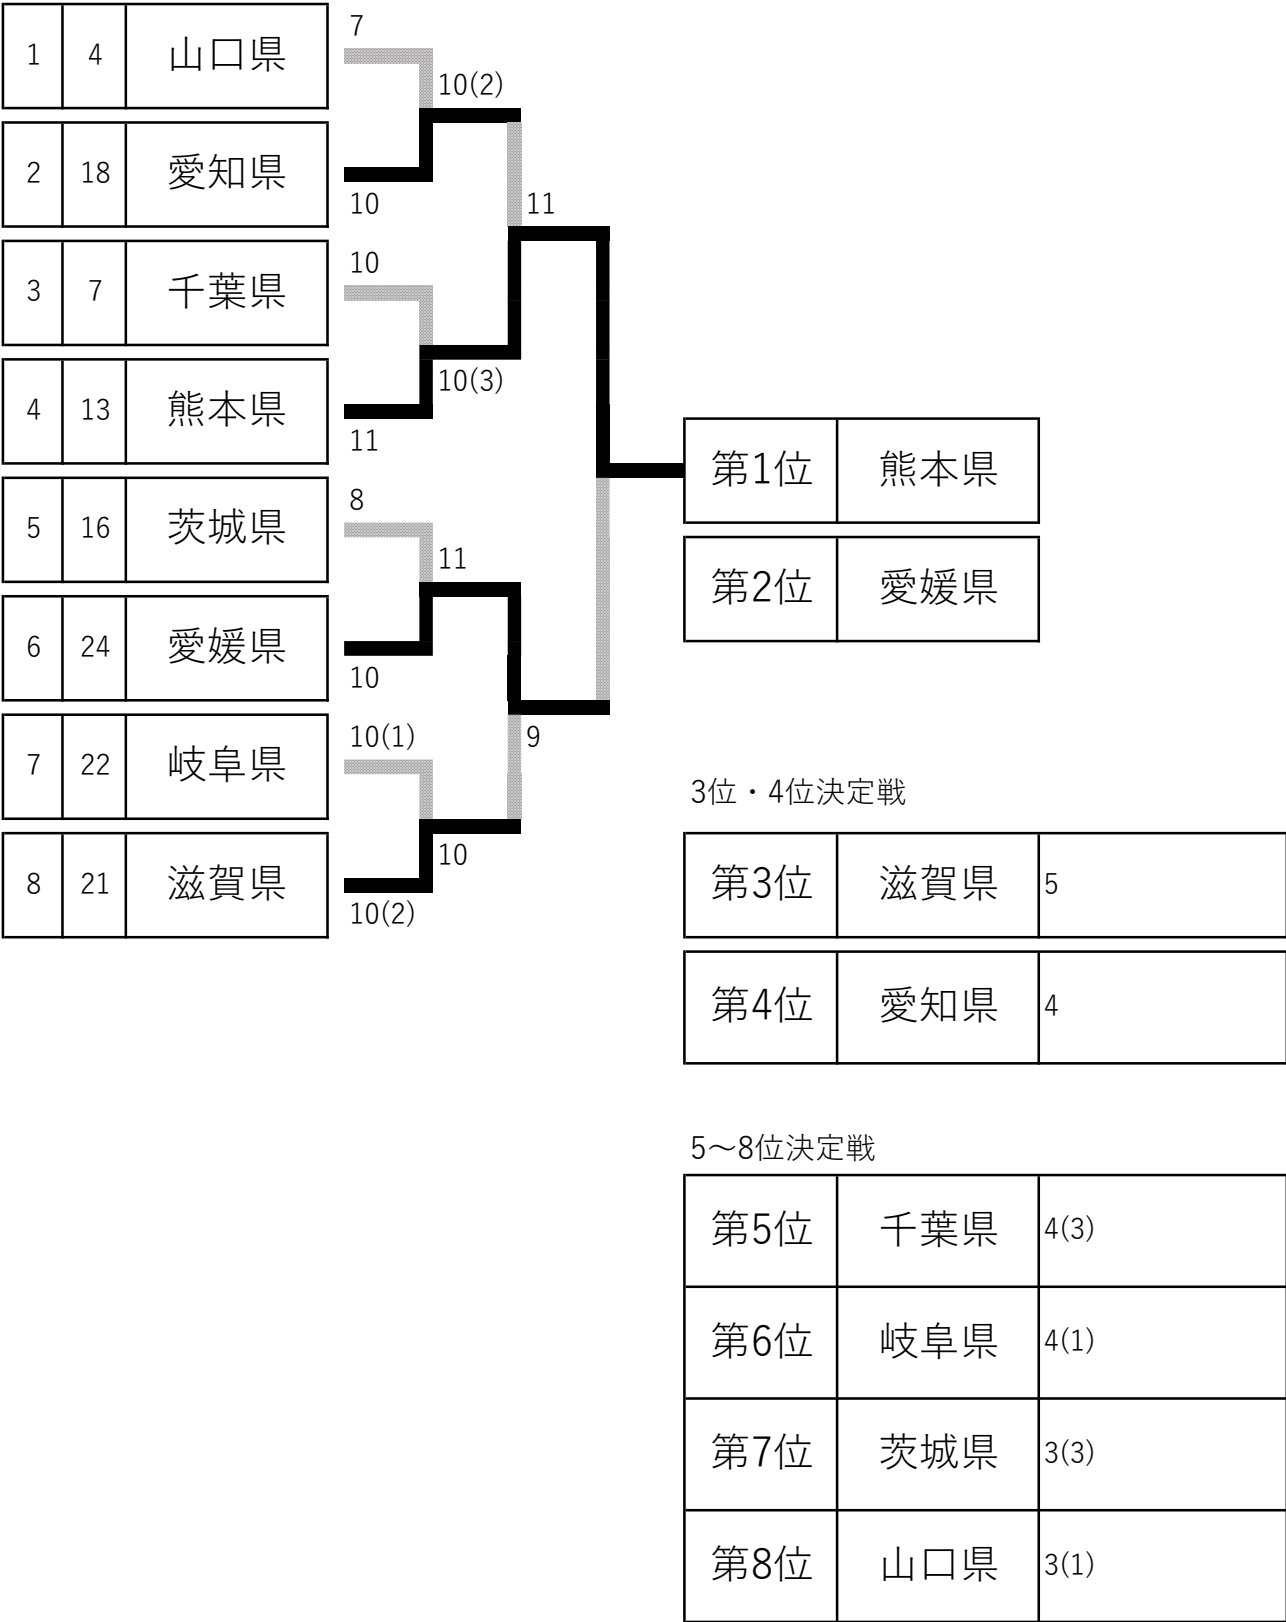 1 4 山口県
7
10(2)
2 18 愛知県
10
11
3 7 千葉県
10
10(3)
4 13 熊本県
11
5 16 茨城県
8
11
6 24 愛媛県
10
9
7 22 岐阜県
10(1)
10
8 21 滋賀県
10(2)
第1位 熊本県
第2位 愛媛県
3位・4位決定戦
第3位 滋賀県 5
第4位 愛知県 4
5～8位決定戦
第5位 千葉県 4(3)
第6位 岐阜県 4(1)
第7位 茨城県 3(3)
第8位 山口県 3(1)